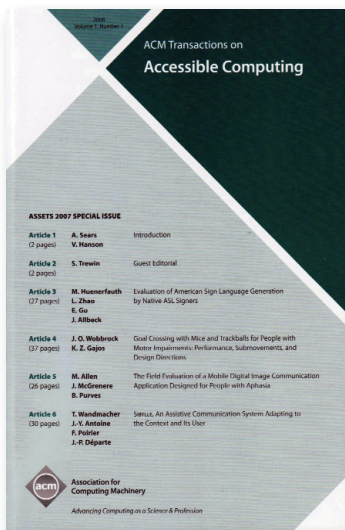 2008
Volume 1, Number 1
ACM Transactions on
Accessible Computing
ASSETS 2007 SPECIAL ISSUE
Article 1 A. Sears Introduction
(2 pages) V. Hanson
Article 2 S. Trewin Guest Editorial
(2 pages)
Article 3 M. Huenerfauth Evaluation of American Sign Language Generation
(27 pages) L. Zhao by Native ASL Signers
E. Gu
J. Allbeck
Article 4 J. O. Wobbrock Goal Crossing with Mice and Trackballs for People with
(37 pages) K. Z. Gajos Motor Impairments: Performance, Submovements, and
Design Directions
Article 5 M. Allen The Field Evaluation of a Mobile Digital Image Communication
(26 pages) J. McGrenere Application Designed for People with Aphasia
B. Purves
Article 6 T. Wandmacher Sibylle, An Assistive Communication System Adapting to
(30 pages) J.-Y. Antoine the Context and Its User
F. Poirier
J.-P. Départe
acm
Association for
Computing Machinery
Advancing Computing as a Science & Profession